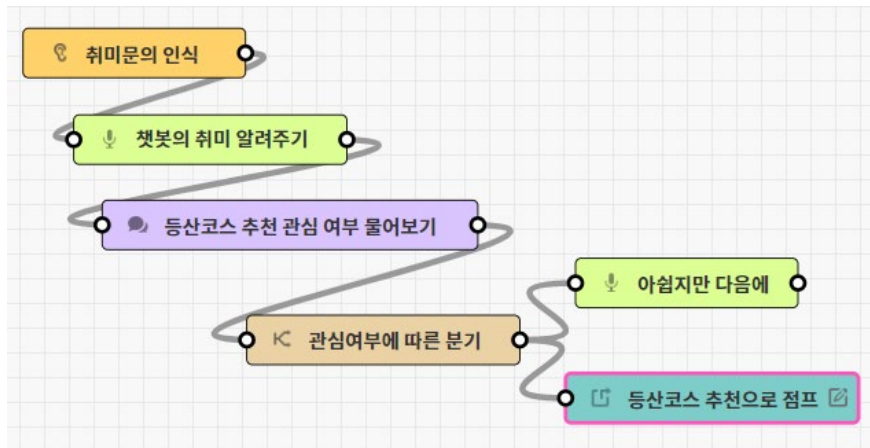 취미문의 인식
챗봇의 취미 알려주기
등산코스 추천 관심 여부 물어보기
아쉽지만 다음에
관심여부에 따른 분기
등산코스 추천으로 점프